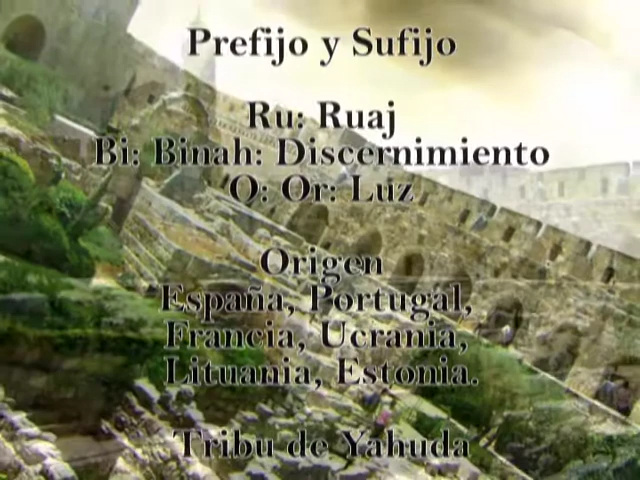 Prefijo y Sufijo
Ru: Ruaj
Bi: Binah: Discernimiento
O: Or: Luz
Origen
España, Portugal,
Francia, Ucrania,
Lituania, Estonia.
Tribu de Yahuda